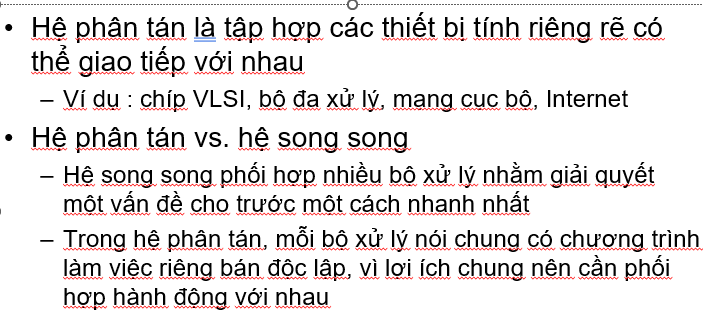 • Hệ phân tán là tập hợp các thiết bị tính riêng rẽ có
thể giao tiếp với nhau
– Ví dụ : chíp VLSI, bộ đa xử lý, mạng cục bộ, Internet
• Hệ phân tán vs. hệ song song
– Hệ song song phối hợp nhiều bộ xử lý nhằm giải quyết
một vấn đề cho trước một cách nhanh nhất
– Trong hệ phân tán, mỗi bộ xử lý nói chung có chương trình
làm việc riêng bán độc lập, vì lợi ích chung nên cần phối
hợp hành động với nhau